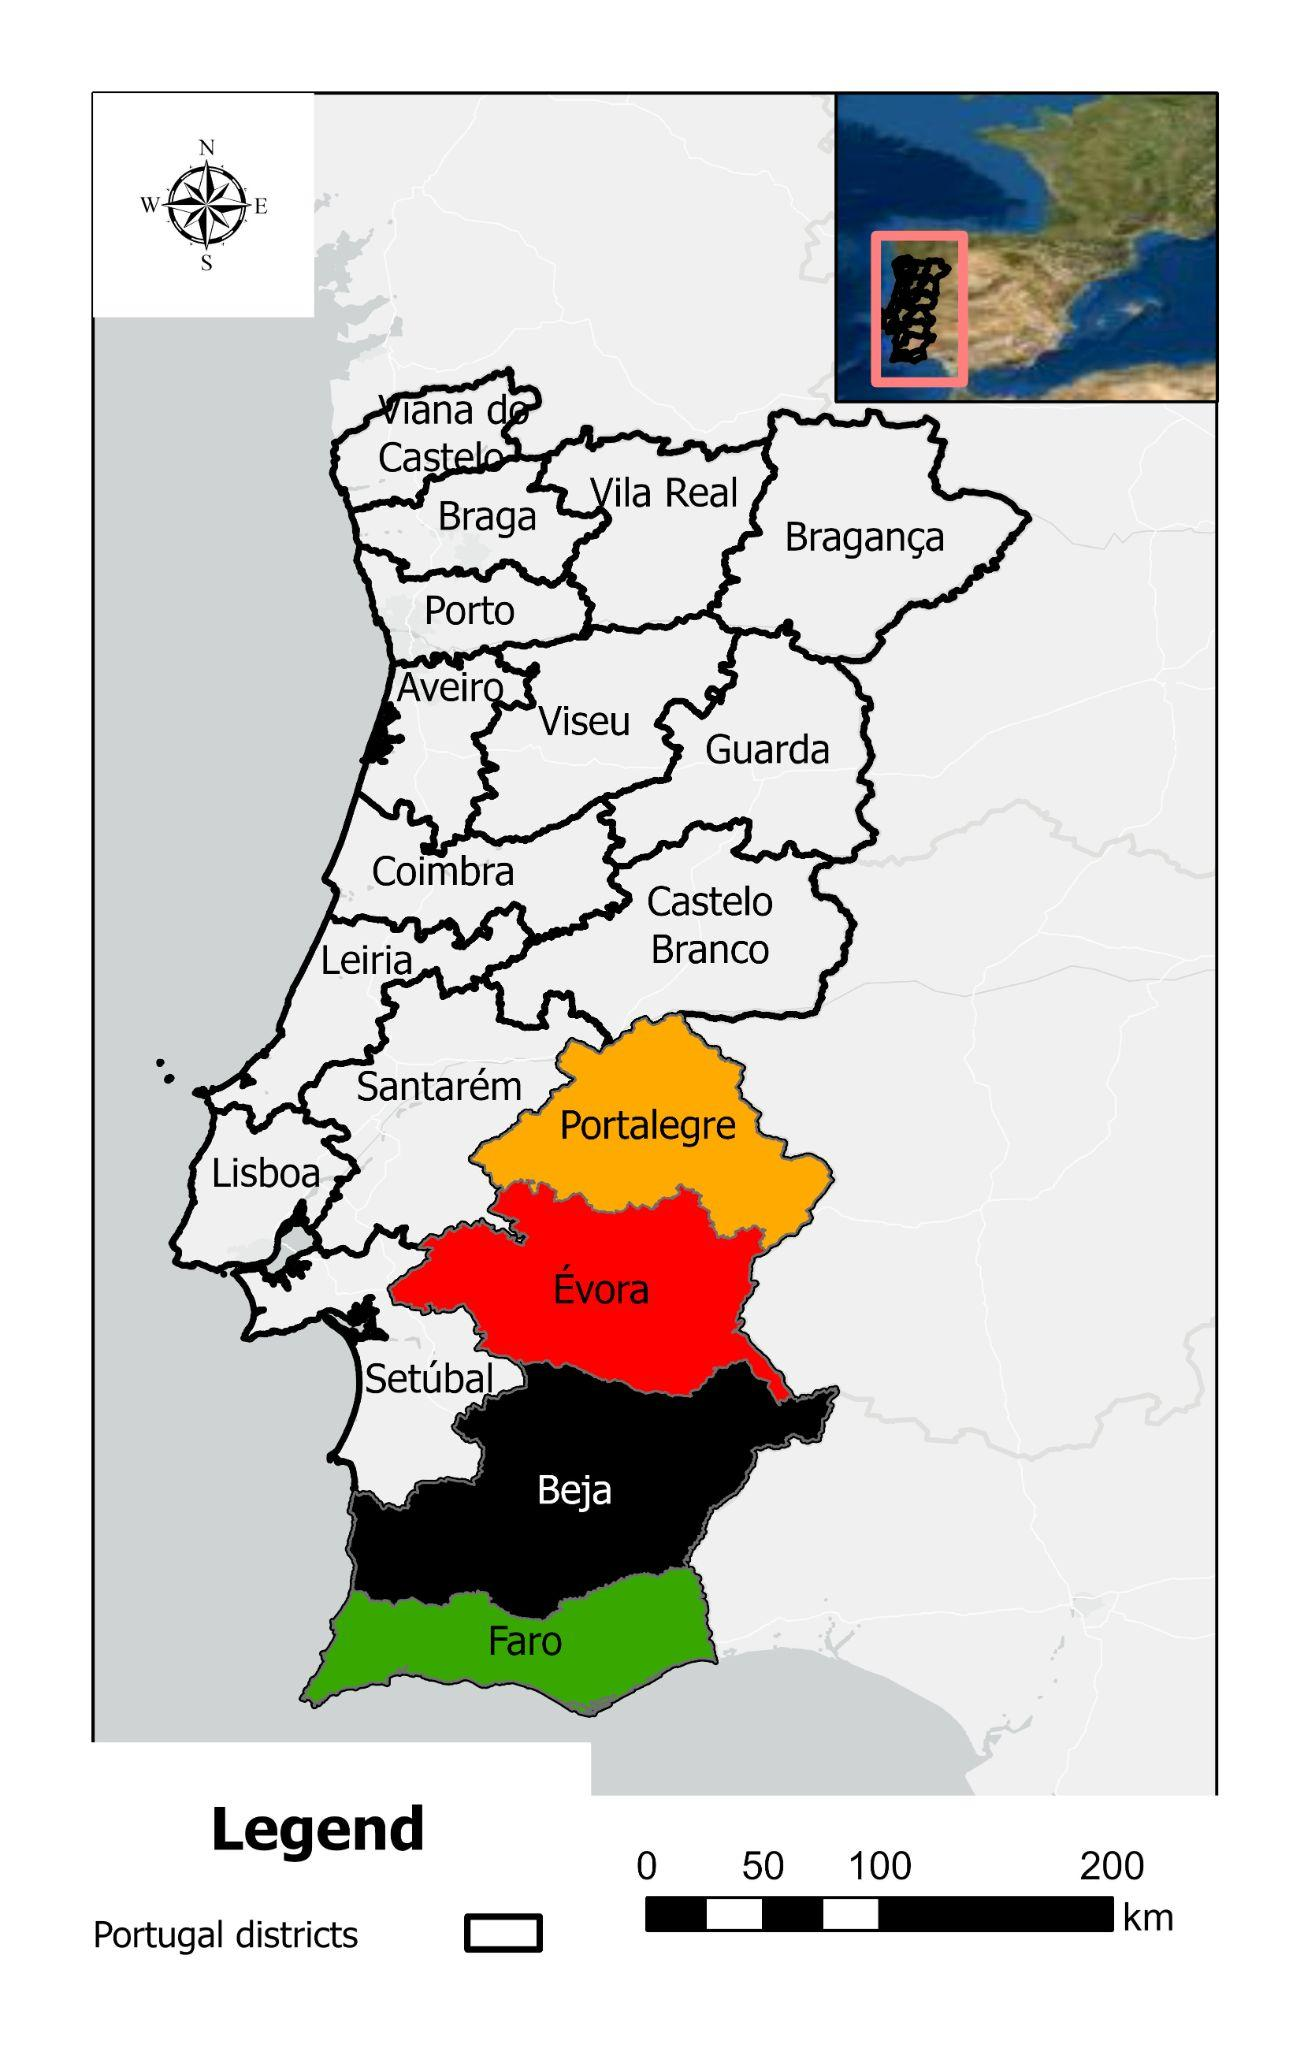 N
W E
S
Viana do
Castelo
Braga
Vila Real
Bragança
Porto
Aveiro
Viseu
Guarda
Coimbra
Castelo
Branco
Leiria
Santarém
Portalegre
Lisboa
Évora
Setúbal
Beja
Faro
Legend
Portugal districts
0 50 100 200
km